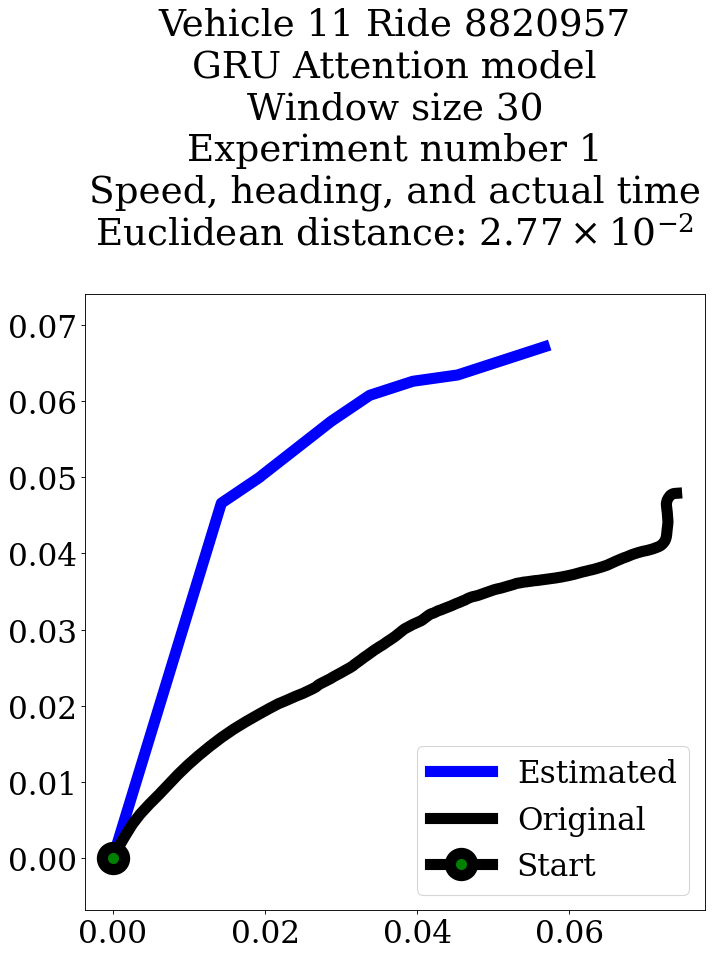 Vehicle 11 Ride 8820957
GRU Attention model
Window size 30
Experiment number 1
Speed, heading, and actual time
Euclidean distance: 2.77 × 10⁻²
0.07
0.06
0.05
0.04
0.03
0.02
0.01
0.00
Estimated
Original
Start
0.00 0.02 0.04 0.06